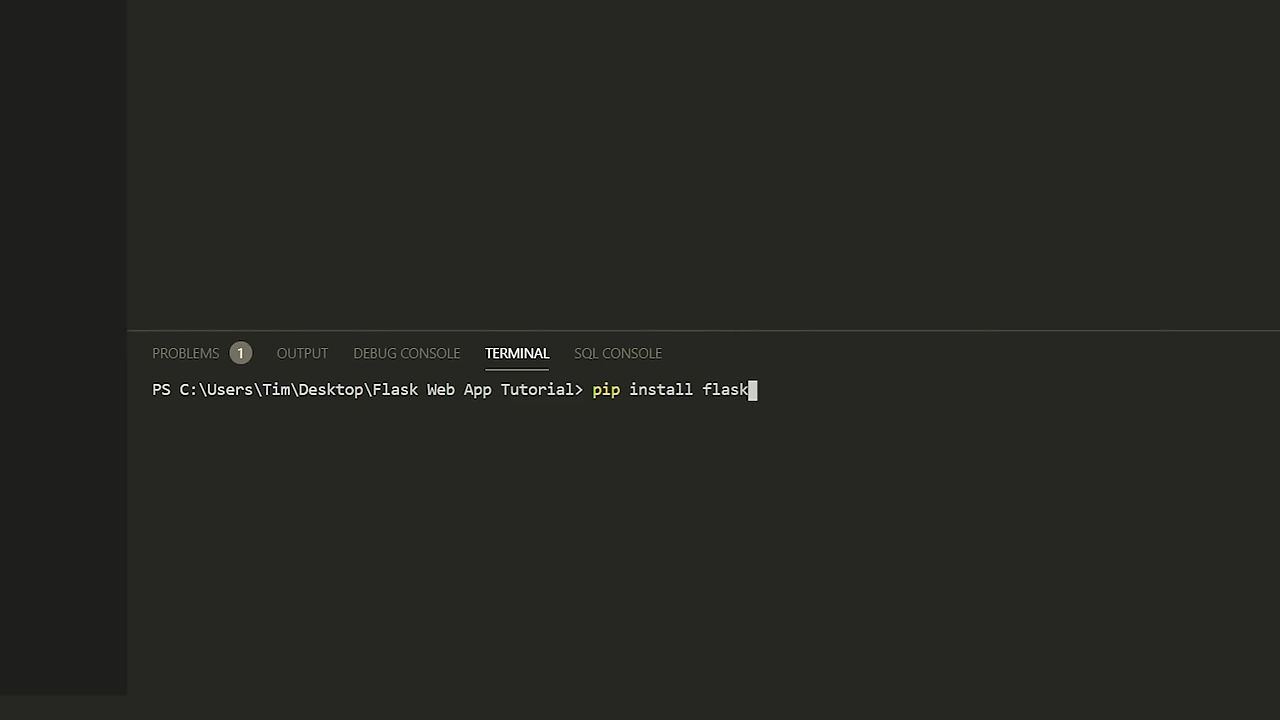 PROBLEMS 1 OUTPUT DEBUG CONSOLE TERMINAL SQL CONSOLE
PS C:\Users\Tim\Desktop\Flask Web App Tutorial> pip install flask